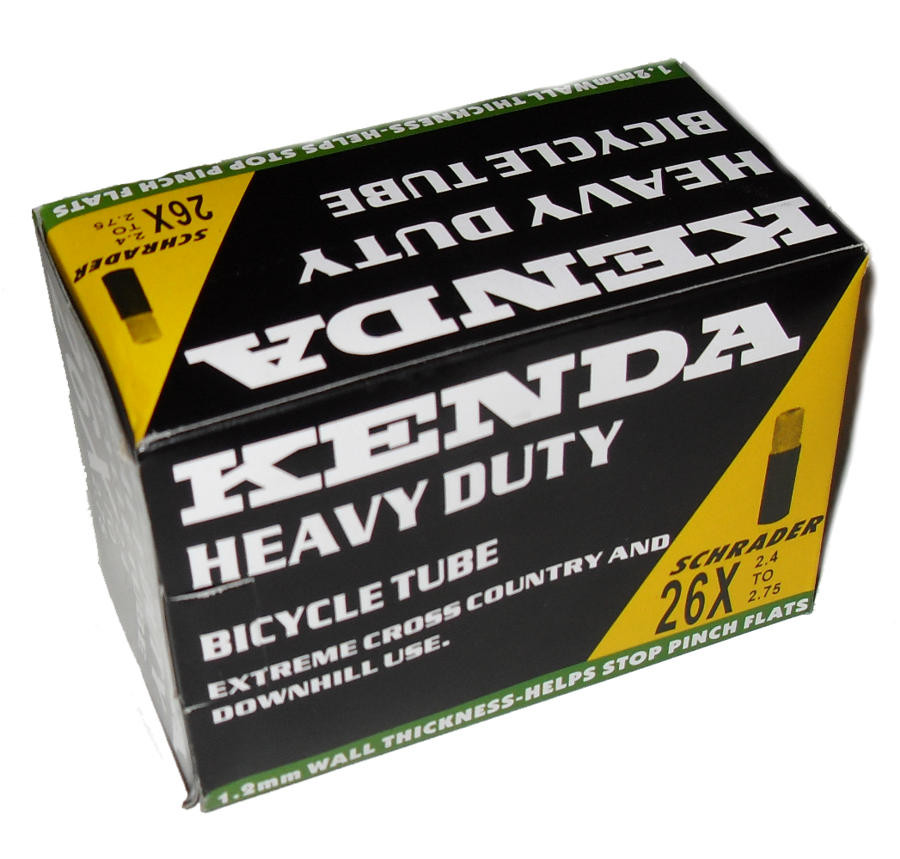 1.2mm WALL THICKNESS-HELPS STOP PINCH FLATS
BICYCLE TUBE
HEAVY DUTY
KENDA
26X
2.4
TO
2.75
SCHRADER
KENDA
HEAVY DUTY
BICYCLE TUBE
EXTREME CROSS COUNTRY AND
DOWNHILL USE.
SCHRADER
26X
2.4
TO
2.75
1.2mm WALL THICKNESS-HELPS STOP PINCH FLATS